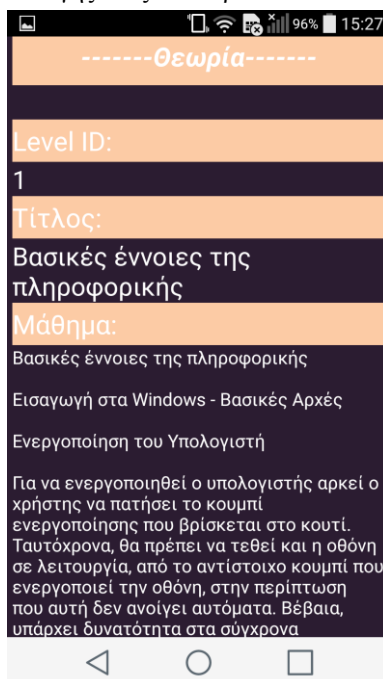 96% 15:27
-------Θεωρία-------
Level ID:
1
Τίτλος:
Βασικές έννοιες της
πληροφορικής
Μάθημα:
Βασικές έννοιες της πληροφορικής
Εισαγωγή στα Windows - Βασικές Αρχές
Ενεργοποίηση του Υπολογιστή
Για να ενεργοποιηθεί ο υπολογιστής αρκεί ο
χρήστης να πατήσει το κουμπί
ενεργοποίησης που βρίσκεται στο κουτί.
Ταυτόχρονα, θα πρέπει να τεθεί και η οθόνη
σε λειτουργία, από το αντίστοιχο κουμπί που
ενεργοποιεί την οθόνη, στην περίπτωση
που αυτή δεν ανοίγει αυτόματα. Βέβαια,
υπάρχει δυνατότητα στα σύγχρονα